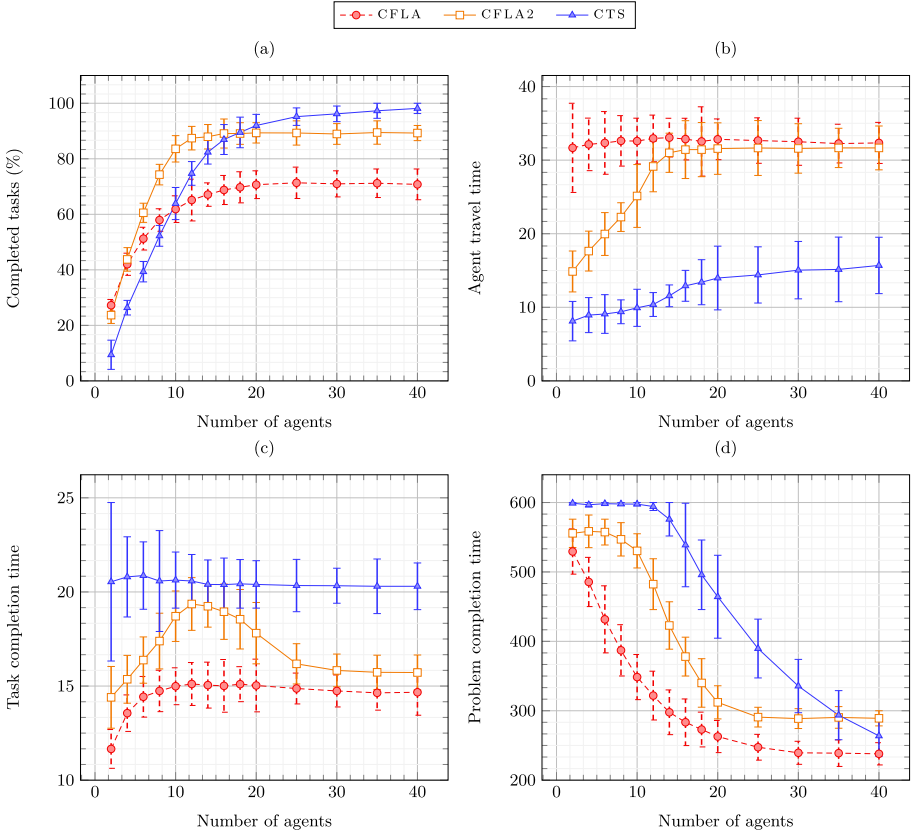 CFLA CFLA2 CTS
(a)
Completed tasks (%)
100
80
60
40
20
0
0 10 20 30 40
Number of agents
(b)
Agent travel time
40
30
20
10
0
0 10 20 30 40
Number of agents
(c)
Task completion time
25
20
15
10
0 10 20 30 40
Number of agents
(d)
Problem completion time
600
500
400
300
200
0 10 20 30 40
Number of agents